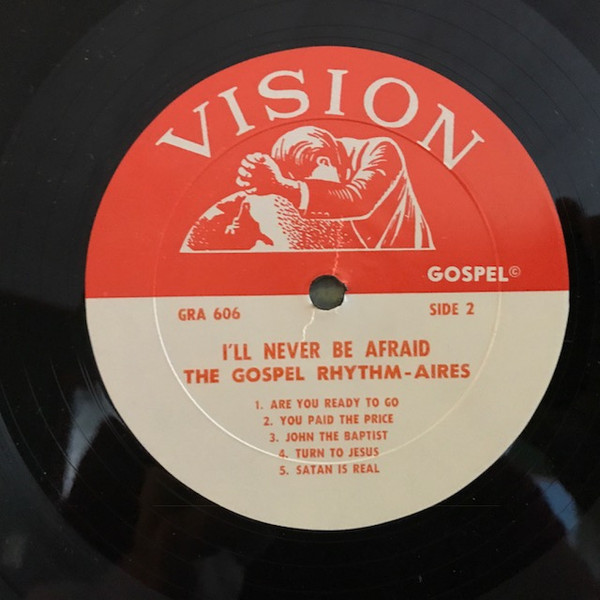 VISION
GOSPEL©
GRA 606 SIDE 2
I'LL NEVER BE AFRAID
THE GOSPEL RHYTHM-AIRES
1. ARE YOU READY TO GO
2. YOU PAID THE PRICE
3. JOHN THE BAPTIST
4. TURN TO JESUS
5. SATAN IS REAL